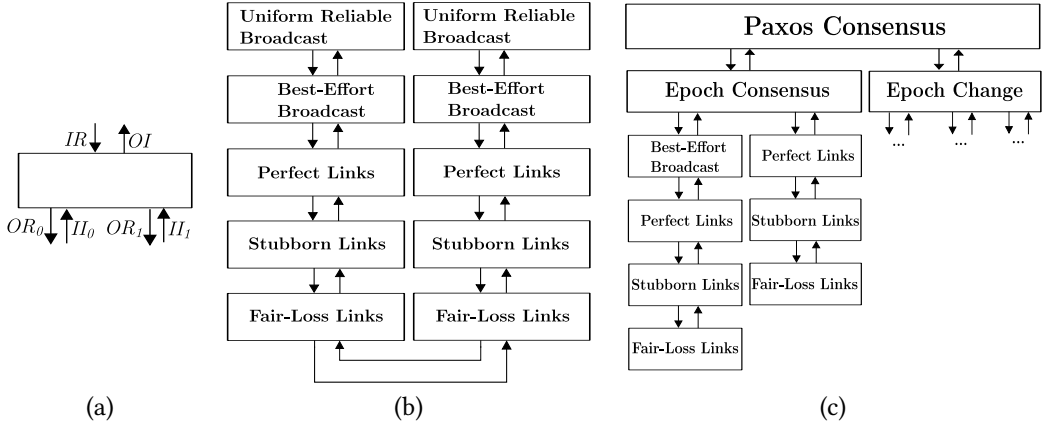 IR
OI
OR0
II0
OR1
II1
(a)
Uniform Reliable
Broadcast
Uniform Reliable
Broadcast
Best-Effort
Broadcast
Best-Effort
Broadcast
Perfect Links
Perfect Links
Stubborn Links
Stubborn Links
Fair-Loss Links
Fair-Loss Links
(b)
Paxos Consensus
Epoch Consensus
Epoch Change
Best-Effort
Broadcast
Perfect Links
... ... ...
Perfect Links
Stubborn Links
Stubborn Links
Fair-Loss Links
Fair-Loss Links
(c)